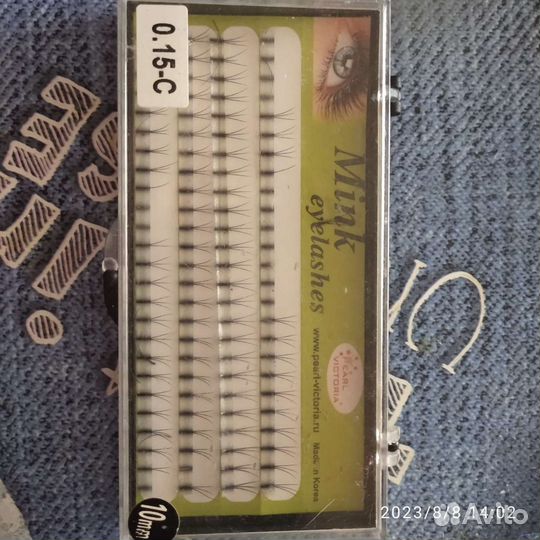 0.15-C
Mink
eyelashes
www.pearl-victoria.ru
Made in Korea
PEARL
VICTORIA
10mm
2023/8/8 14:02
Avito